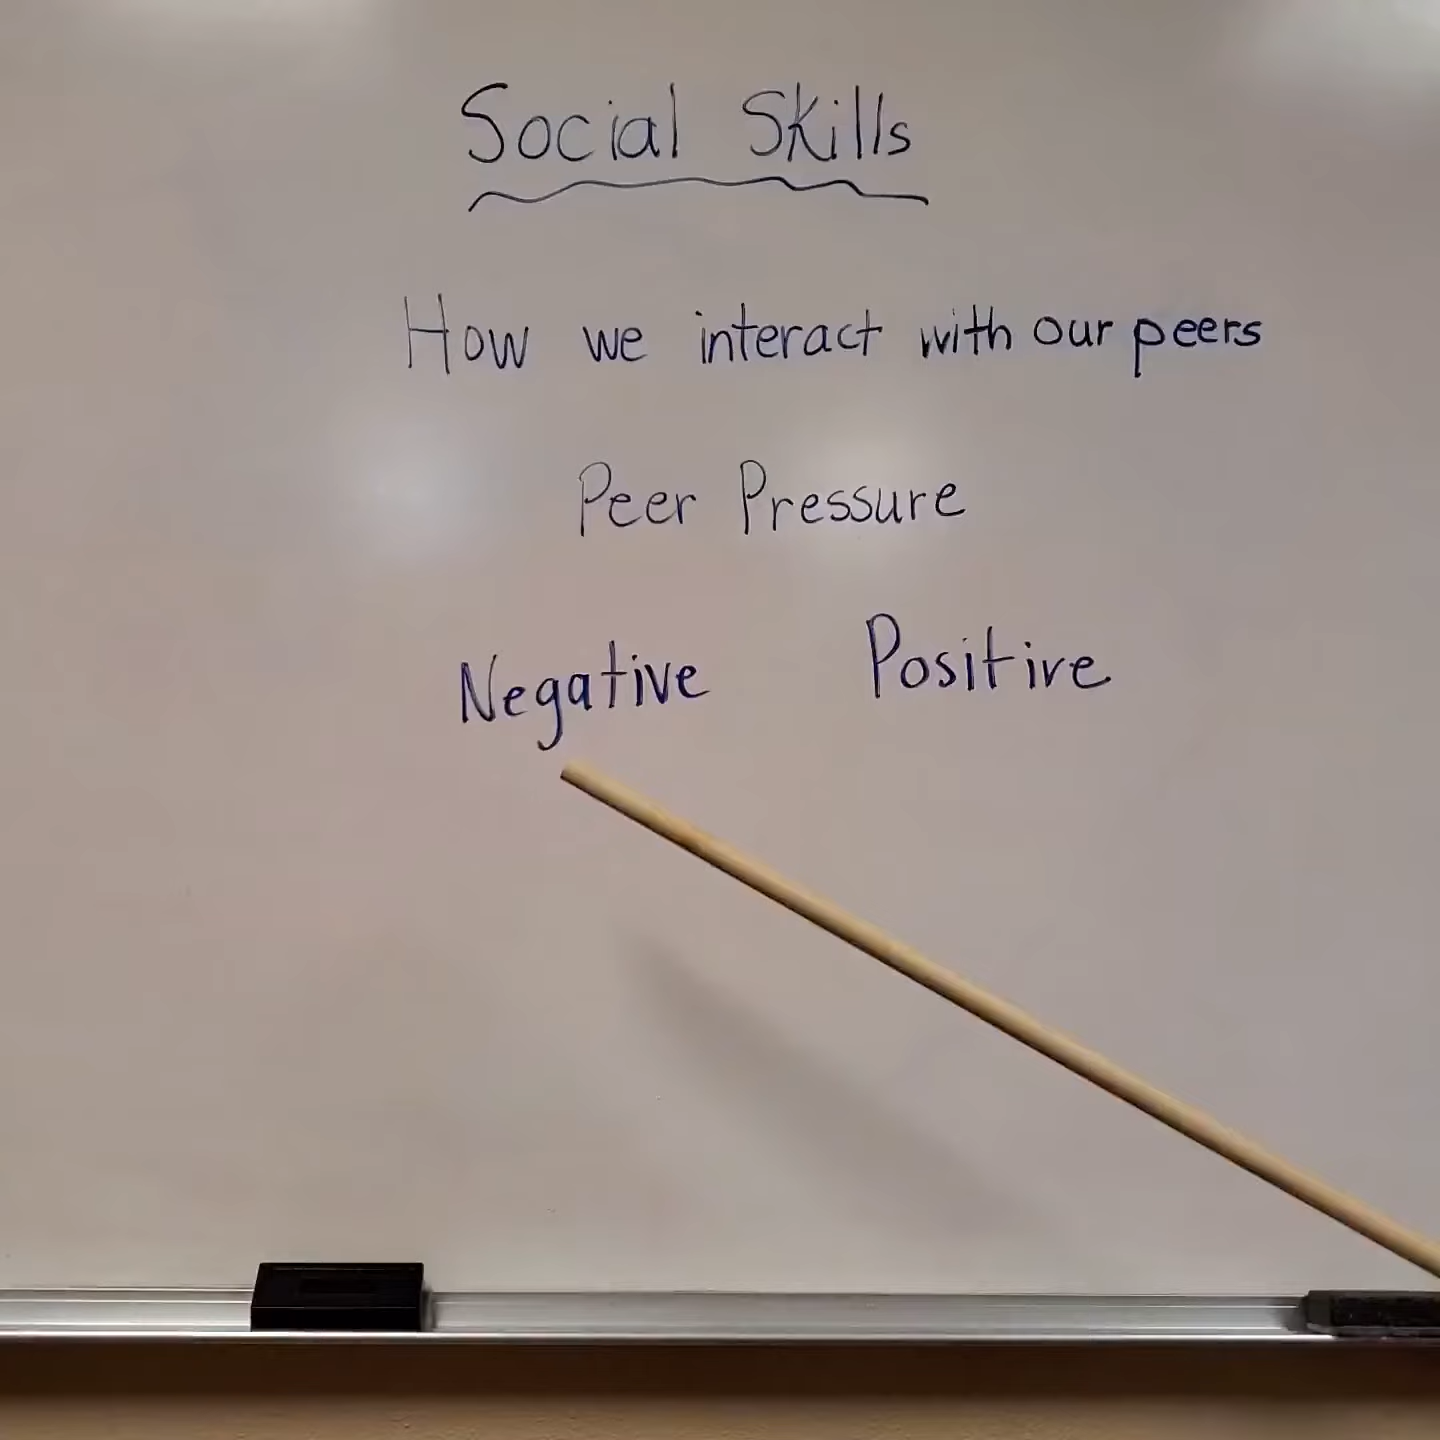 Social Skills
How we interact with our peers
Peer Pressure
Negative Positive